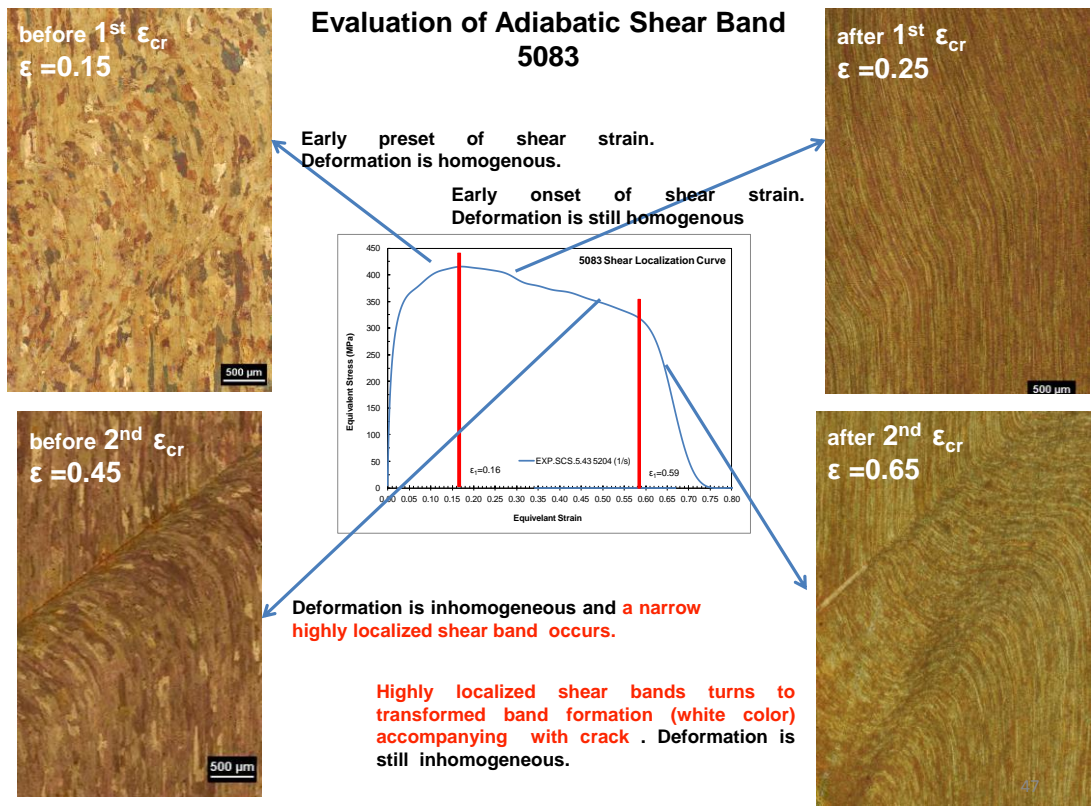 Evaluation of Adiabatic Shear Band
5083
before 1st εcr
ε =0.15
after 1st εcr
ε =0.25
Early preset of shear strain.
Deformation is homogenous.
Early onset of shear strain.
Deformation is still homogenous
500 µm
500 µm
5083 Shear Localization Curve
Equivalent Stress (MPa)
450
400
350
300
250
200
150
100
50
0
ε₁=0.16
EXP.SCS.5.43 5204 (1/s)
ε₁=0.59
0.00 0.05 0.10 0.15 0.20 0.25 0.30 0.35 0.40 0.45 0.50 0.55 0.60 0.65 0.70 0.75 0.80
Equivelant Strain
before 2nd εcr
ε =0.45
after 2nd εcr
ε =0.65
500 µm
Deformation is inhomogeneous and a narrow
highly localized shear band occurs.
Highly localized shear bands turns to
transformed band formation (white color)
accompanying with crack . Deformation is
still inhomogeneous.
47